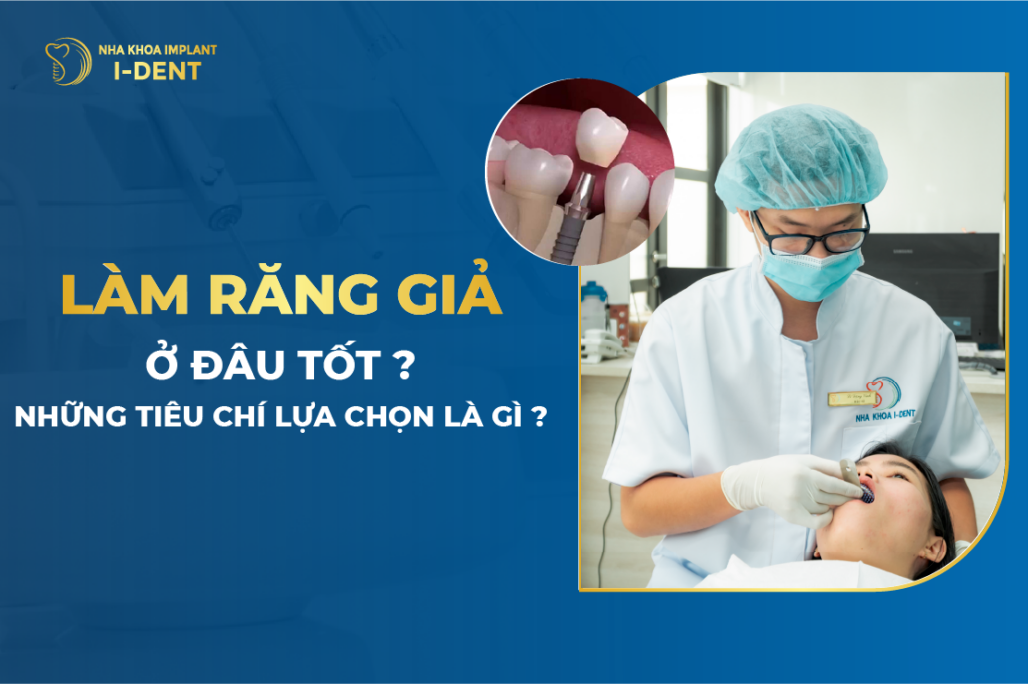 NHA KHOA IMPLANT
I-DENT
LÀM RĂNG GIẢ
Ở ĐÂU TỐT ?
NHỮNG TIÊU CHÍ LỰA CHỌN LÀ GÌ ?
NHA KHOA I-DENT